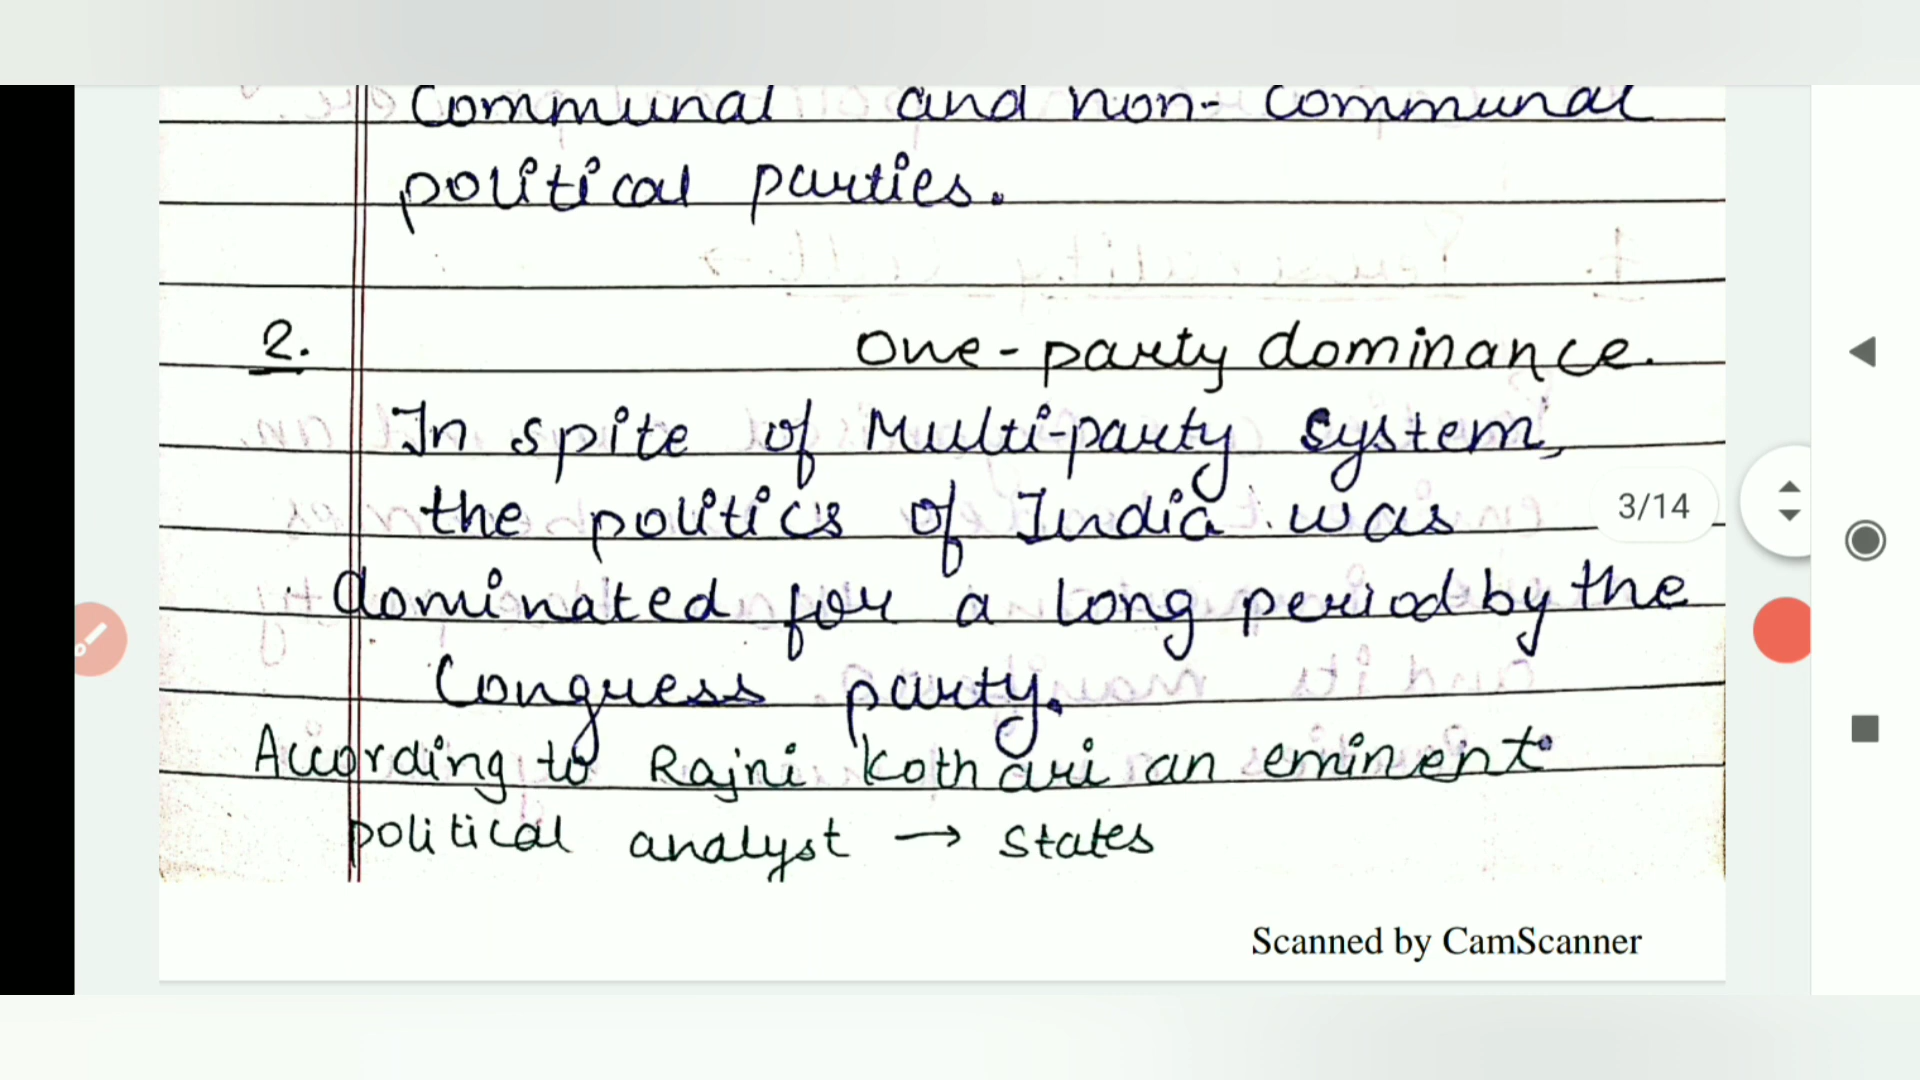 Communal and non-communal
political parties.
2. One-party dominance.
In spite of Multi-party system,
the politics of India was
3/14
dominated for a long period by the
Congress party.
According to Rajni Kothari an eminent
political analyst → states
Scanned by CamScanner